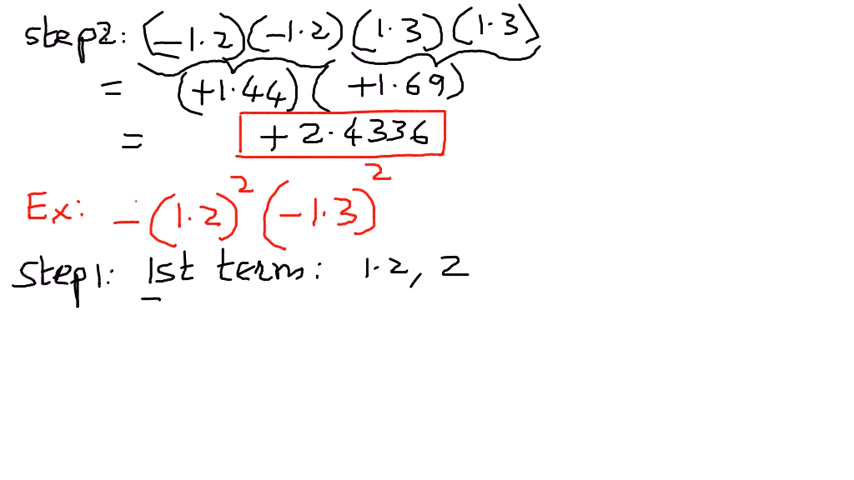 step2: (-1.2)(-1.2)(1.3)(1.3)
= (+1.44)(+1.69)
= +2.4336
Ex: -(1.2)²(-1.3)²
Step1: 1st term: 1.2, 2